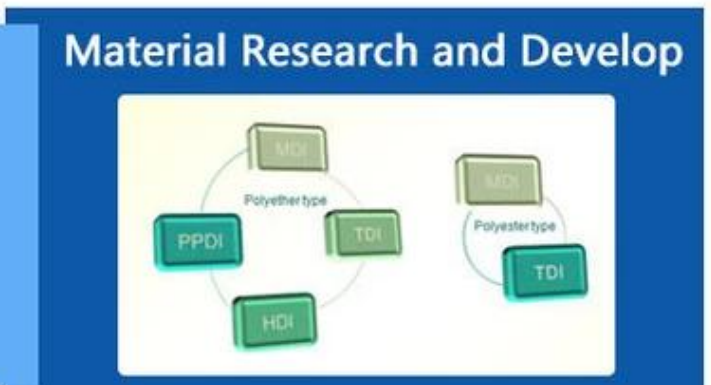 Material Research and Develop
MDI
Polyether type
PPDI
TDI
HDI
MDI
Polyester type
TDI